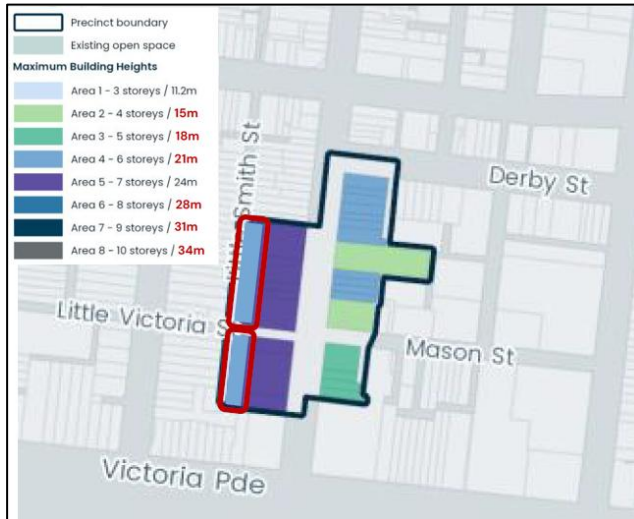 Precinct boundary
Existing open space
Maximum Building Heights
Area 1 - 3 storeys / 11.2m
Area 2 - 4 storeys / 15m
Area 3 - 5 storeys / 18m
Area 4 - 6 storeys / 21m
Area 5 - 7 storeys / 24m
Area 6 - 8 storeys / 28m
Area 7 - 9 storeys / 31m
Area 8 - 10 storeys / 34m
Smith St
Derby St
Little Victoria S
Mason St
Victoria Pde